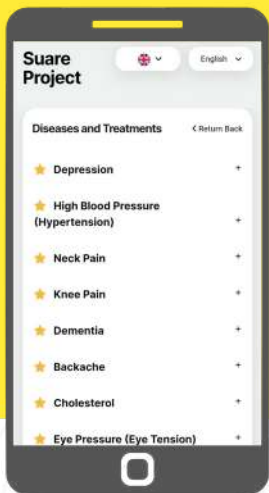 Suare
Project
English
Diseases and Treatments
Return Back
Depression
High Blood Pressure
(Hypertension)
Neck Pain
Knee Pain
Dementia
Backache
Cholesterol
Eye Pressure (Eye Tension)